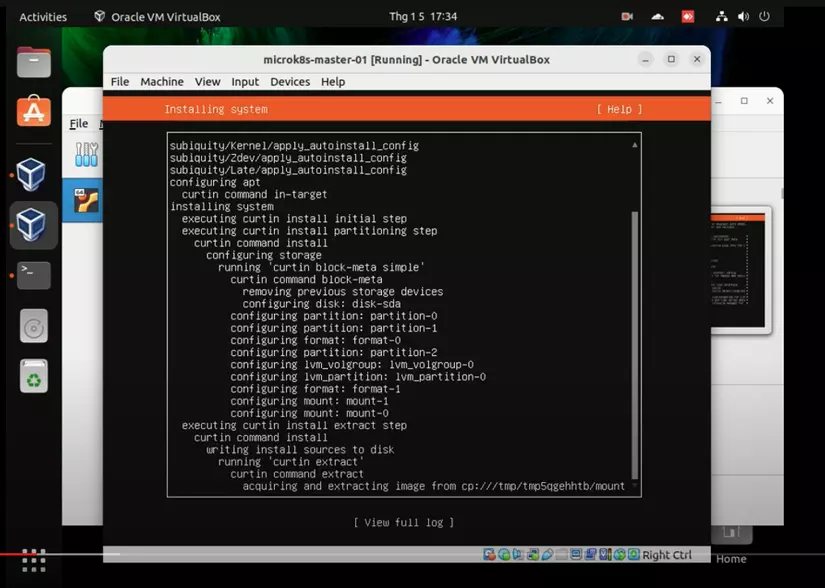 Activities
Oracle VM VirtualBox
Thg 1 5 17:34
microk8s-master-01 [Running] - Oracle VM VirtualBox
File Machine View Input Devices Help
File
Installing system
[ Help ]
subiquity/Kernel/apply_autoinstall_config
subiquity/Zdev/apply_autoinstall_config
subiquity/Late/apply_autoinstall_config
configuring apt
curtin command in-target
installing system
executing curtin install initial step
executing curtin install partitioning step
curtin command install
configuring storage
running 'curtin block-meta simple'
curtin command block-meta
removing previous storage devices
configuring disk: disk-sda
configuring partition: partition-0
configuring partition: partition-1
configuring format: format-0
configuring partition: partition-2
configuring lvm_volgroup: lvm_volgroup-0
configuring lvm_partition: lvm_partition-0
configuring format: format-1
configuring mount: mount-1
configuring mount: mount-0
executing curtin install extract step
curtin command install
writing install sources to disk
running 'curtin extract'
curtin command extract
acquiring and extracting image from cp:///tmp/tmp5qgehhtb/mount
[ View full log ]
Right Ctrl
Home